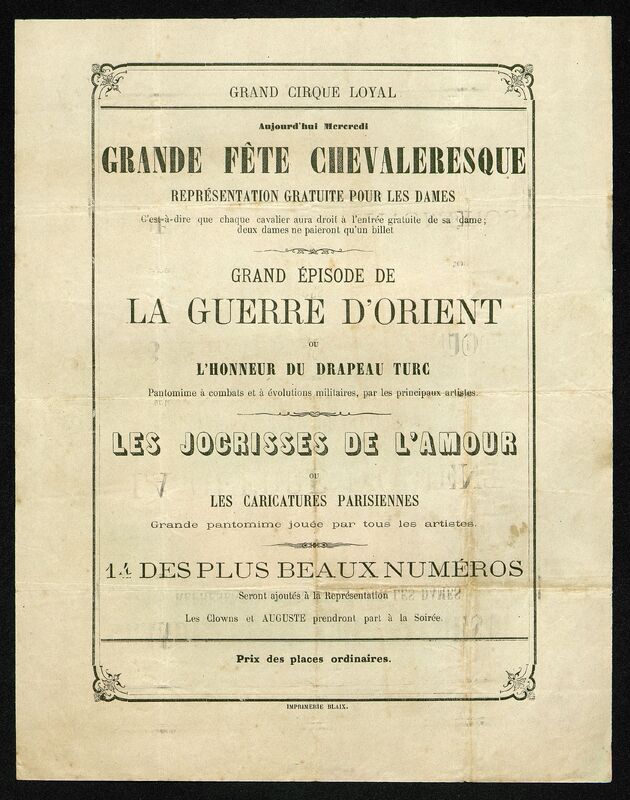 GRAND CIRQUE LOYAL
Aujourd'hui Mercredi
GRANDE FÊTE CHEVALERESQUE
REPRÉSENTATION GRATUITE POUR LES DAMES
C'est-à-dire que chaque cavalier aura droit à l'entrée gratuite de sa dame;
deux dames ne paieront qu'un billet
GRAND ÉPISODE DE
LA GUERRE D'ORIENT
OU
L'HONNEUR DU DRAPEAU TURC
Pantomime à combats et à évolutions militaires, par les principaux artistes.
LES JOCRISSES DE L'AMOUR
OU
LES CARICATURES PARISIENNES
Grande pantomime jouée par tous les artistes.
14 DES PLUS BEAUX NUMÉROS
Seront ajoutés à la Représentation
Les Clowns et AUGUSTE prendront part à la Soirée.
Prix des places ordinaires.
IMPRIMERIE BLAIX.